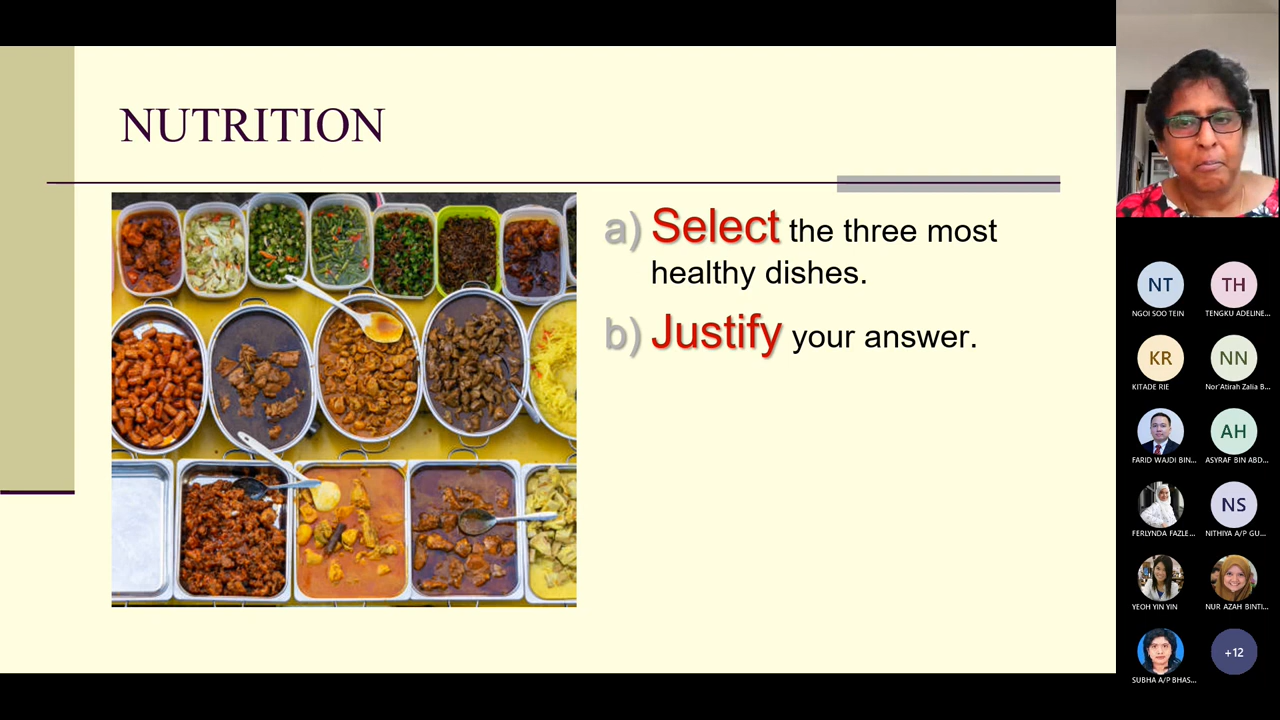 NUTRITION
a) Select the three most
healthy dishes.
b) Justify your answer.
NT
TH
NGOI SOO TEIN
TENGKU ADELINE...
KR
NN
KITADE RIE
Nor'Atirah Zalia B...
AH
FARID WAJDI BIN...
ASYRAF BIN ABD...
NS
FERLYNDA FAZLE...
NITHIYA A/P GU...
YEOH YIN YIN
NUR AZAH BINTI...
+12
SUBHA A/P BHAS...